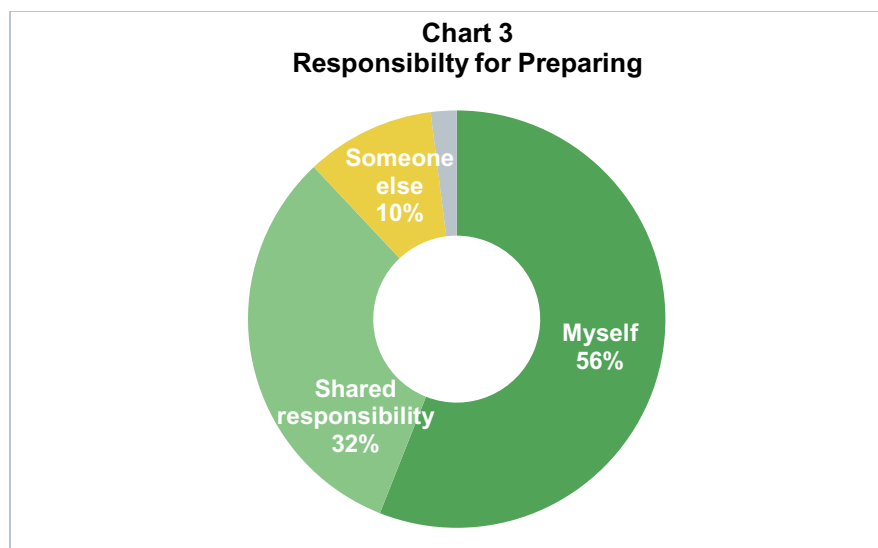 Chart 3
Responsibilty for Preparing
Someone
else
10%
Myself
56%
Shared
responsibility
32%